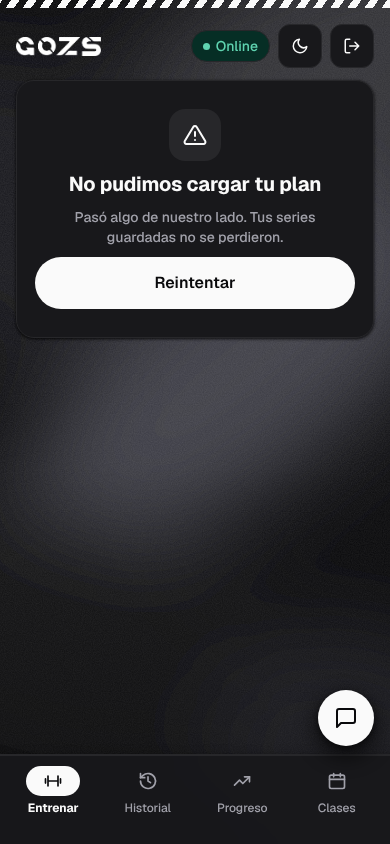 GOZS
Online
No pudimos cargar tu plan
Pasó algo de nuestro lado. Tus series
guardadas no se perdieron.
Reintentar
Entrenar
Historial
Progreso
Clases